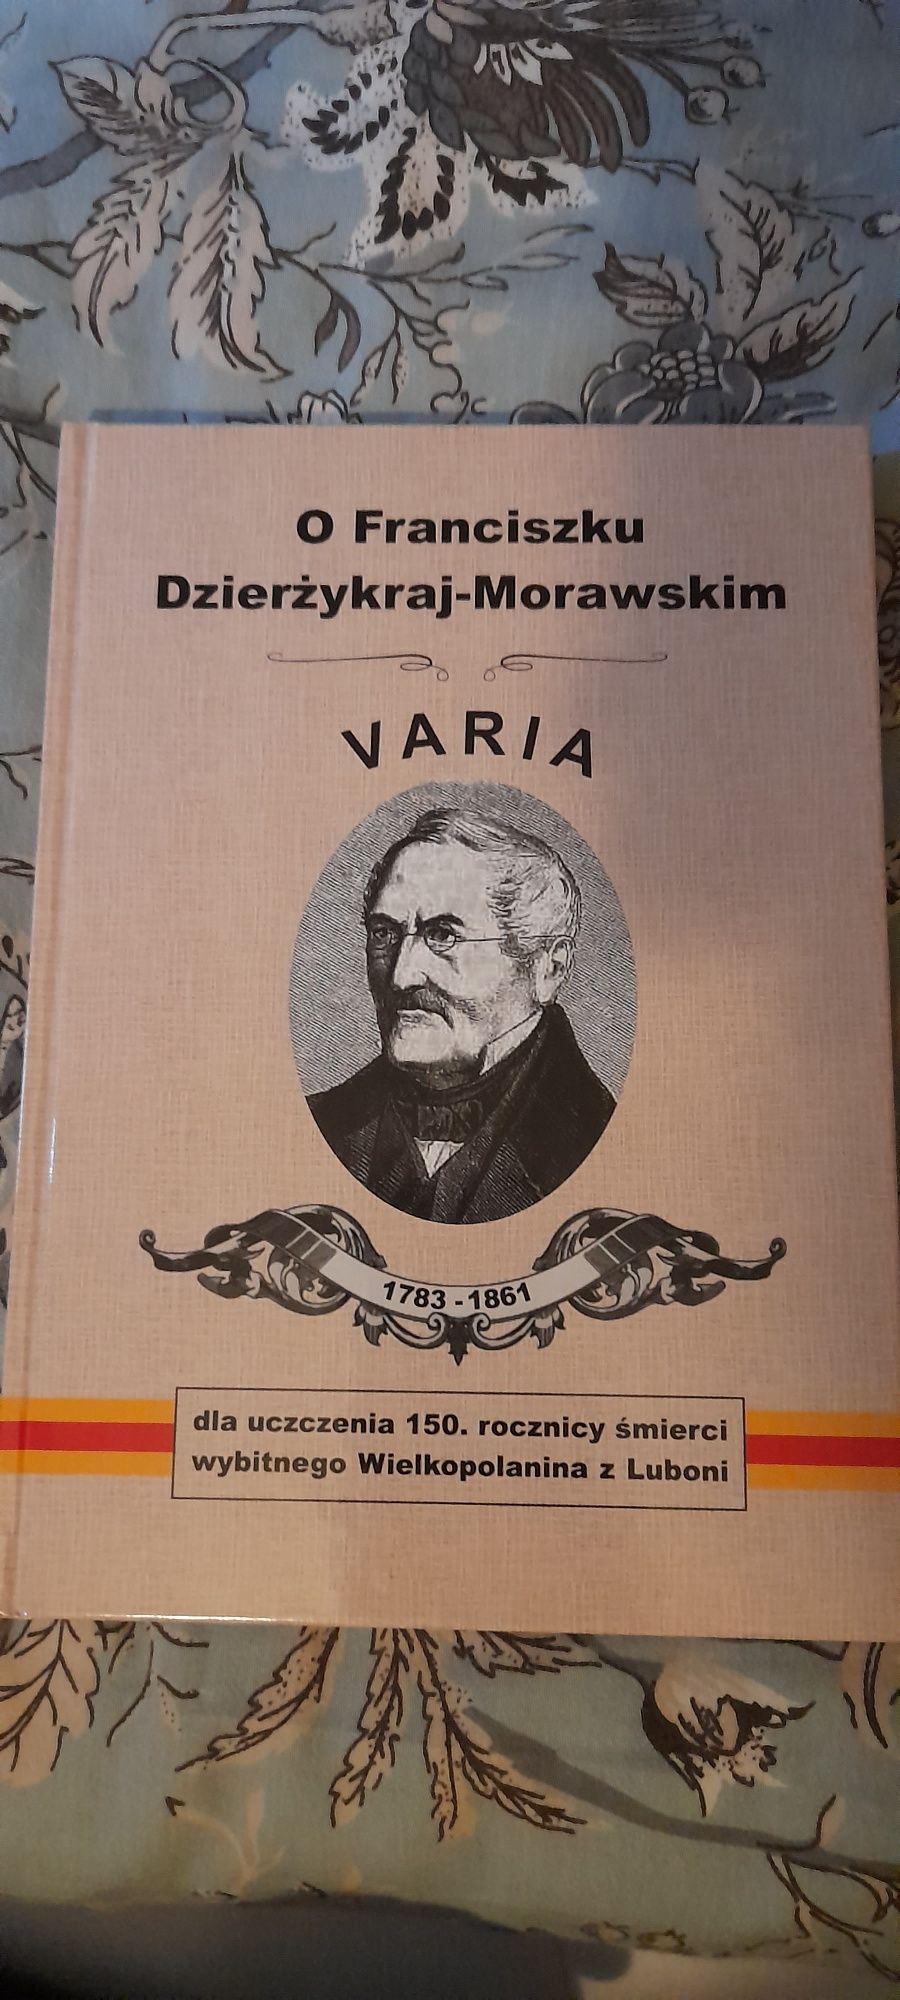 O Franciszku
Dzierżykraj-Morawskim
VARIA
1783 - 1861
dla uczczenia 150. rocznicy śmierci
wybitnego Wielkopolanina z Luboni